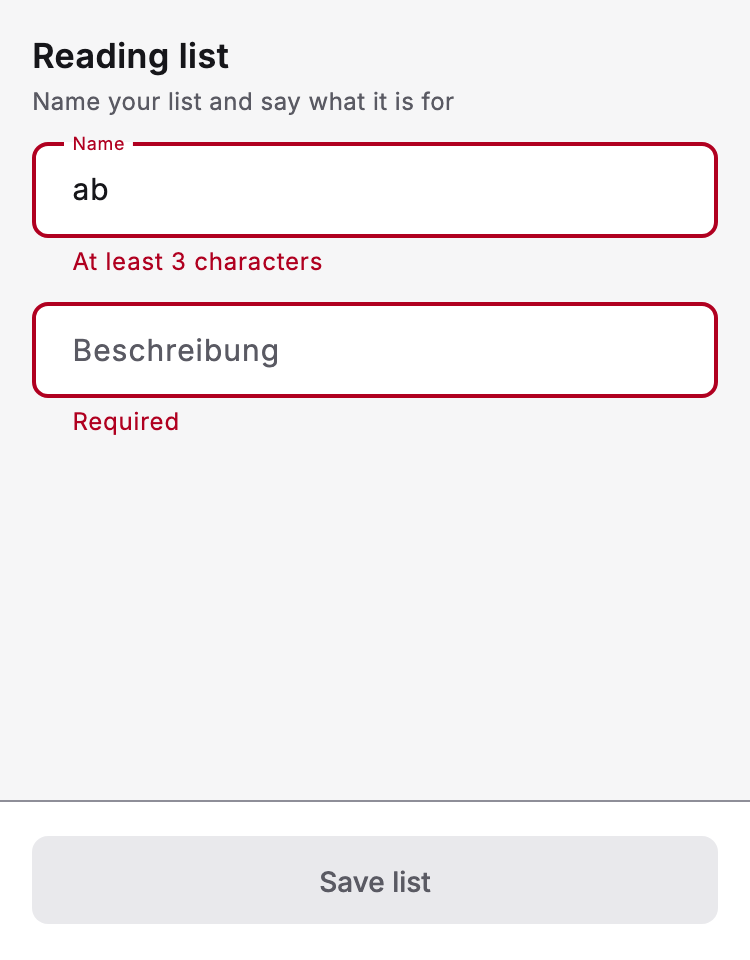 Reading list
Name your list and say what it is for
Name
ab
At least 3 characters
Beschreibung
Required
Save list